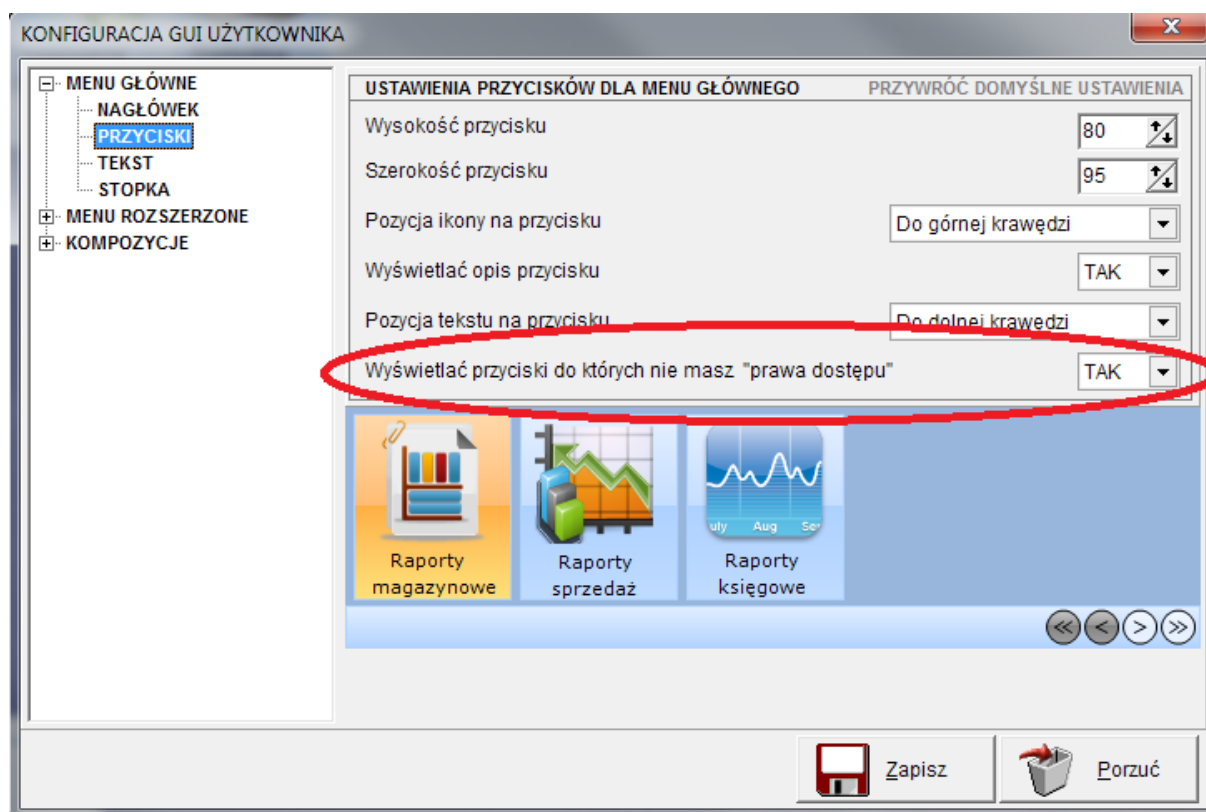 KONFIGURACJA GUI UŻYTKOWNIKA
MENU GŁÓWNE
NAGŁÓWEK
PRZYCISKI
TEKST
STOPKA
MENU ROZSZERZONE
KOMPOZYCJE
USTAWIENIA PRZYCISKÓW DLA MENU GŁÓWNEGO PRZYWRÓĆ DOMYŚLNE USTAWIENIA
Wysokość przycisku 80
Szerokość przycisku 95
Pozycja ikony na przycisku Do górnej krawędzi
Wyświetlać opis przycisku TAK
Pozycja tekstu na przycisku Do dolnej krawędzi
Wyświetlać przyciski do których nie masz "prawa dostępu" TAK
uly Aug Se
Raporty
magazynowe
Raporty
sprzedaż
Raporty
księgowe
Zapisz Porzuć